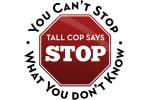 You Can't Stop
TALL COP SAYS
STOP
What You Don't Know